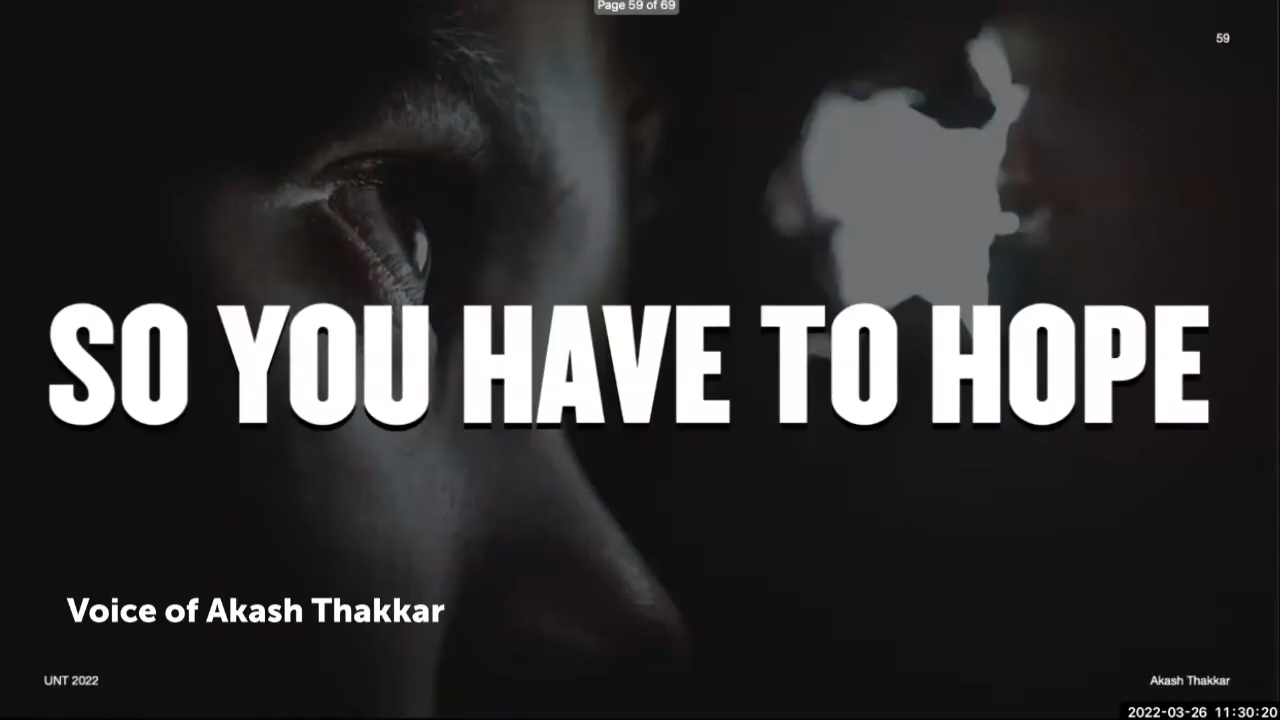 Page 59 of 69
59
SO YOU HAVE TO HOPE
Voice of Akash Thakkar
UNT 2022
Akash Thakkar
2022-03-26 11:30:20